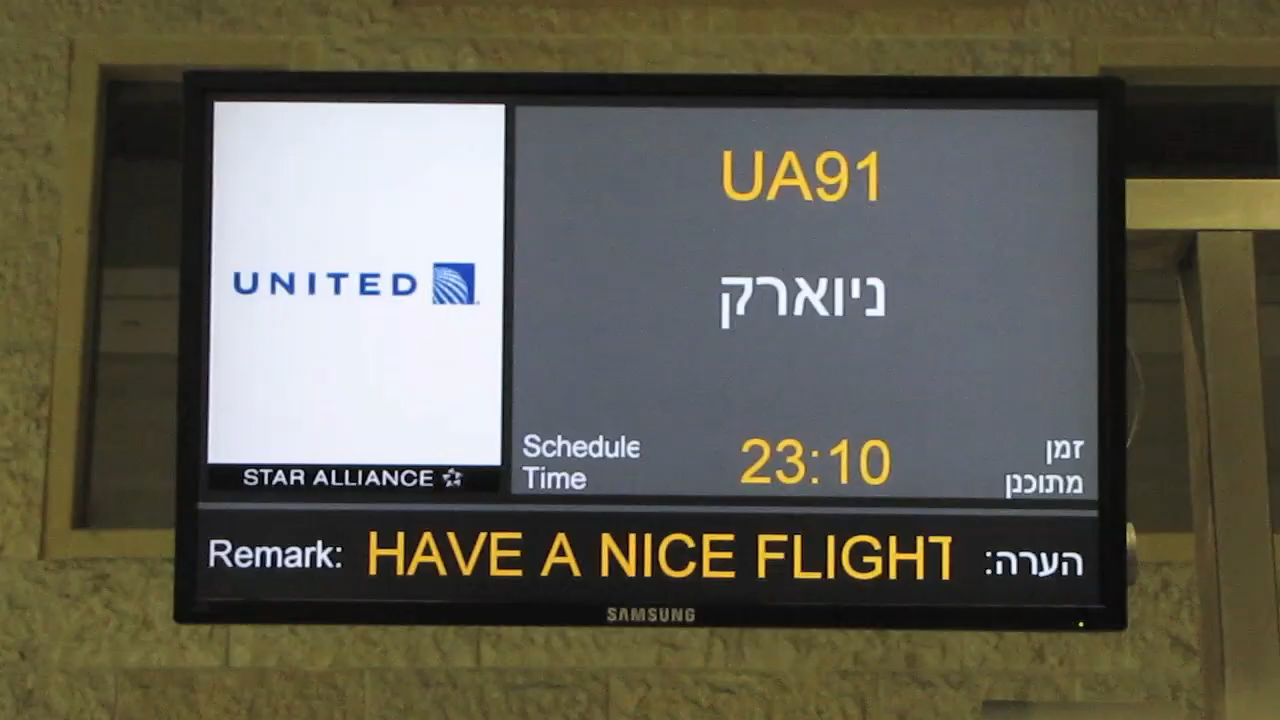 UNITED
STAR ALLIANCE
UA91
ניוארק
Schedule
Time
23:10
זמן
מתוכנן
Remark:
HAVE A NICE FLIGHT
הערה:
SAMSUNG